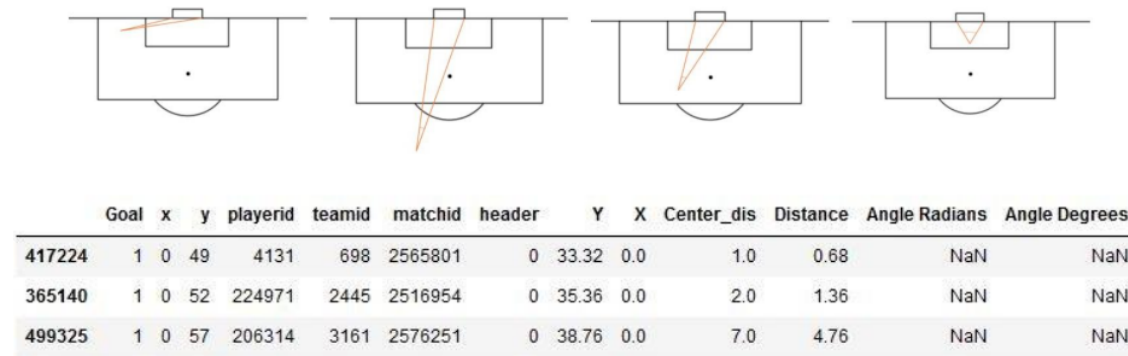 Goal x y playerid teamid matchid header Y X Center_dis Distance Angle Radians Angle Degrees
417224 1 0 49 4131 698 2565801 0 33.32 0.0 1.0 0.68 NaN NaN
365140 1 0 52 224971 2445 2516954 0 35.36 0.0 2.0 1.36 NaN NaN
499325 1 0 57 206314 3161 2576251 0 38.76 0.0 7.0 4.76 NaN NaN